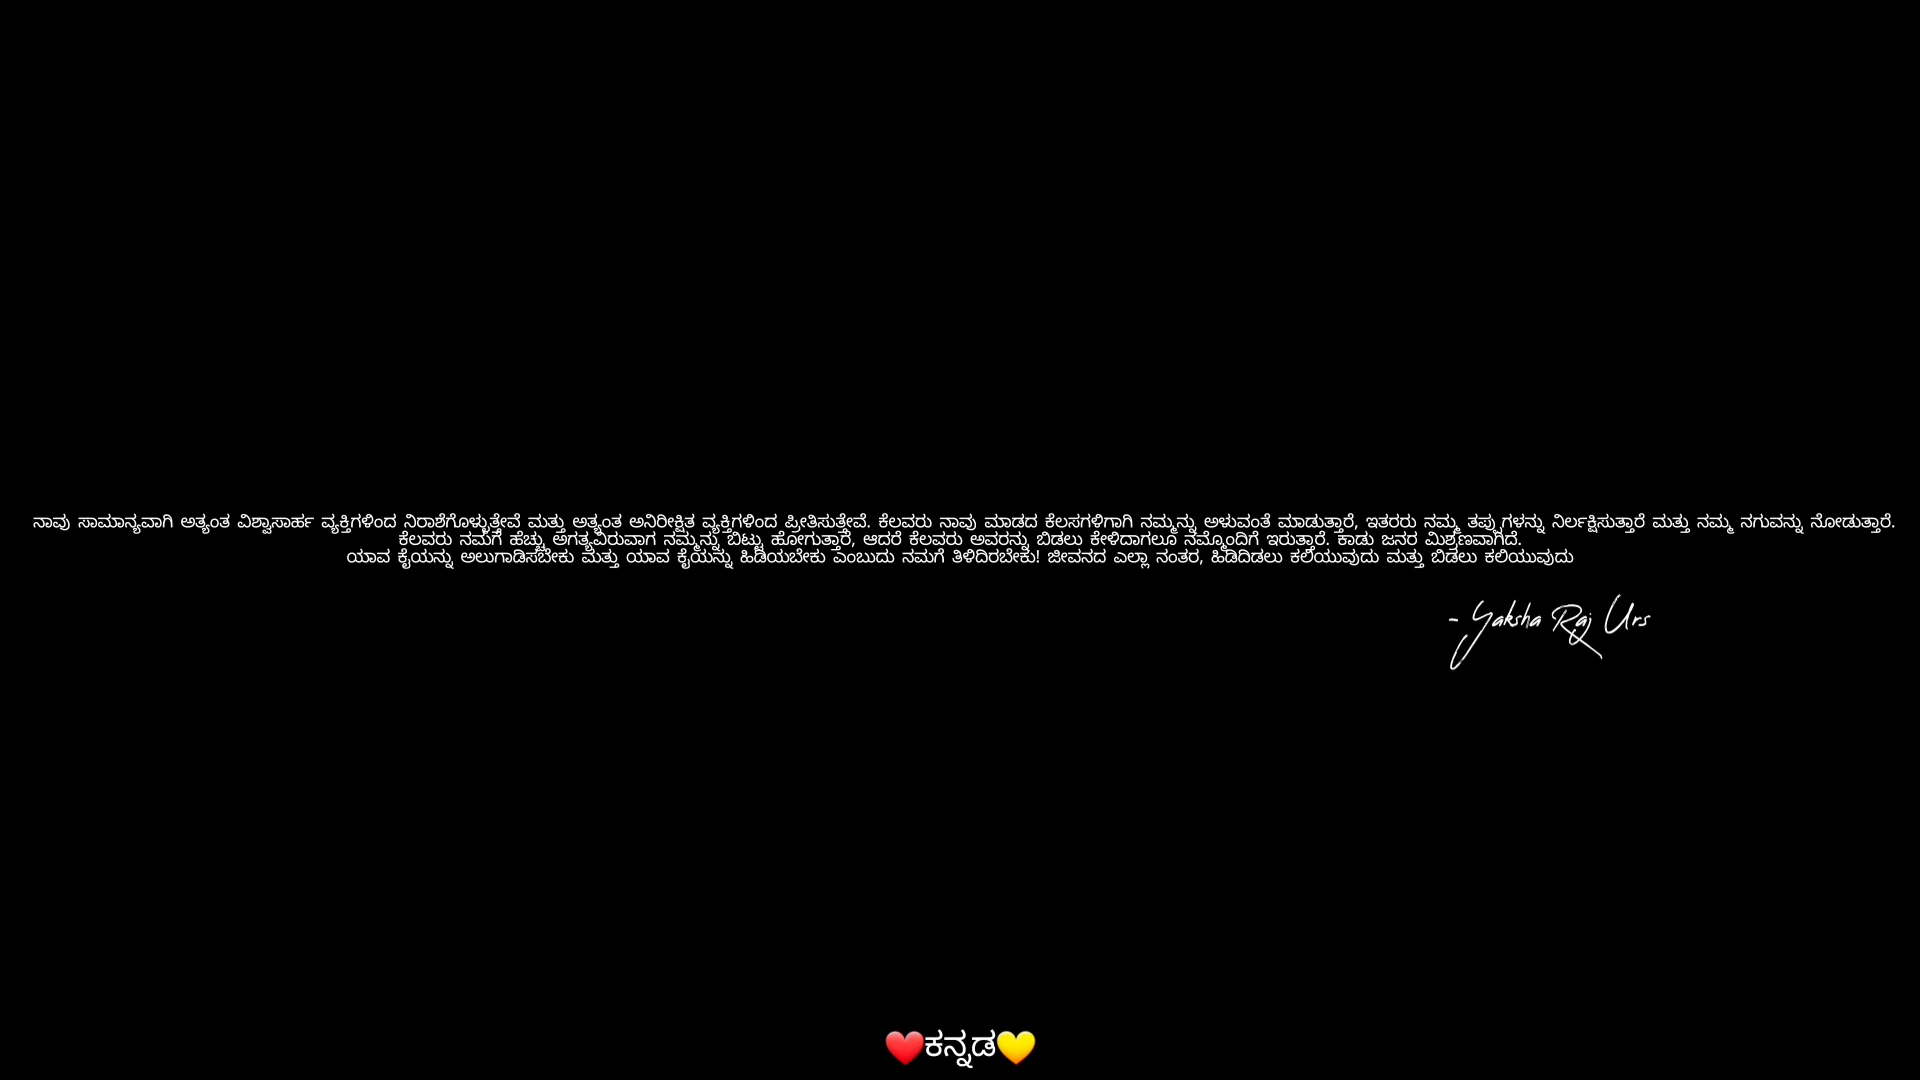 ನಾವು ಸಾಮಾನ್ಯವಾಗಿ ಅತ್ಯಂತ ವಿಶ್ವಾಸಾರ್ಹ ವ್ಯಕ್ತಿಗಳಿಂದ ನಿರಾಶೆಗೊಳ್ಳುತ್ತೇವೆ ಮತ್ತು ಅತ್ಯಂತ ಅನಿರೀಕ್ಷಿತ ವ್ಯಕ್ತಿಗಳಿಂದ ಪ್ರೀತಿಸುತ್ತೇವೆ. ಕೆಲವರು ನಾವು ಮಾಡದ ಕೆಲಸಗಳಿಗಾಗಿ ನಮ್ಮನ್ನು ಅಳುವಂತೆ ಮಾಡುತ್ತಾರೆ, ಇತರರು ನಮ್ಮ ತಪ್ಪುಗಳನ್ನು ನಿರ್ಲಕ್ಷಿಸುತ್ತಾರೆ ಮತ್ತು ನಮ್ಮ ನಗುವನ್ನು ನೋಡುತ್ತಾರೆ.
ಕೆಲವರು ನಮಗೆ ಹೆಚ್ಚು ಅಗತ್ಯವಿರುವಾಗ ನಮ್ಮನ್ನು ಬಿಟ್ಟು ಹೋಗುತ್ತಾರೆ, ಆದರೆ ಕೆಲವರು ಅವರನ್ನು ಬಿಡಲು ಕೇಳಿದಾಗಲೂ ನಮ್ಮೊಂದಿಗೆ ಇರುತ್ತಾರೆ. ಕಾಡು ಜನರ ಮಿಶ್ರಣವಾಗಿದೆ.
ಯಾವ ಕೈಯನ್ನು ಅಲುಗಾಡಿಸಬೇಕು ಮತ್ತು ಯಾವ ಕೈಯನ್ನು ಹಿಡಿಯಬೇಕು ಎಂಬುದು ನಮಗೆ ತಿಳಿದಿರಬೇಕು! ಜೀವನದ ಎಲ್ಲಾ ನಂತರ, ಹಿಡಿದಿಡಲು ಕಲಿಯುವುದು ಮತ್ತು ಬಿಡಲು ಕಲಿಯುವುದು
- Yaksha Raj Urs
❤️ಕನ್ನಡ💛